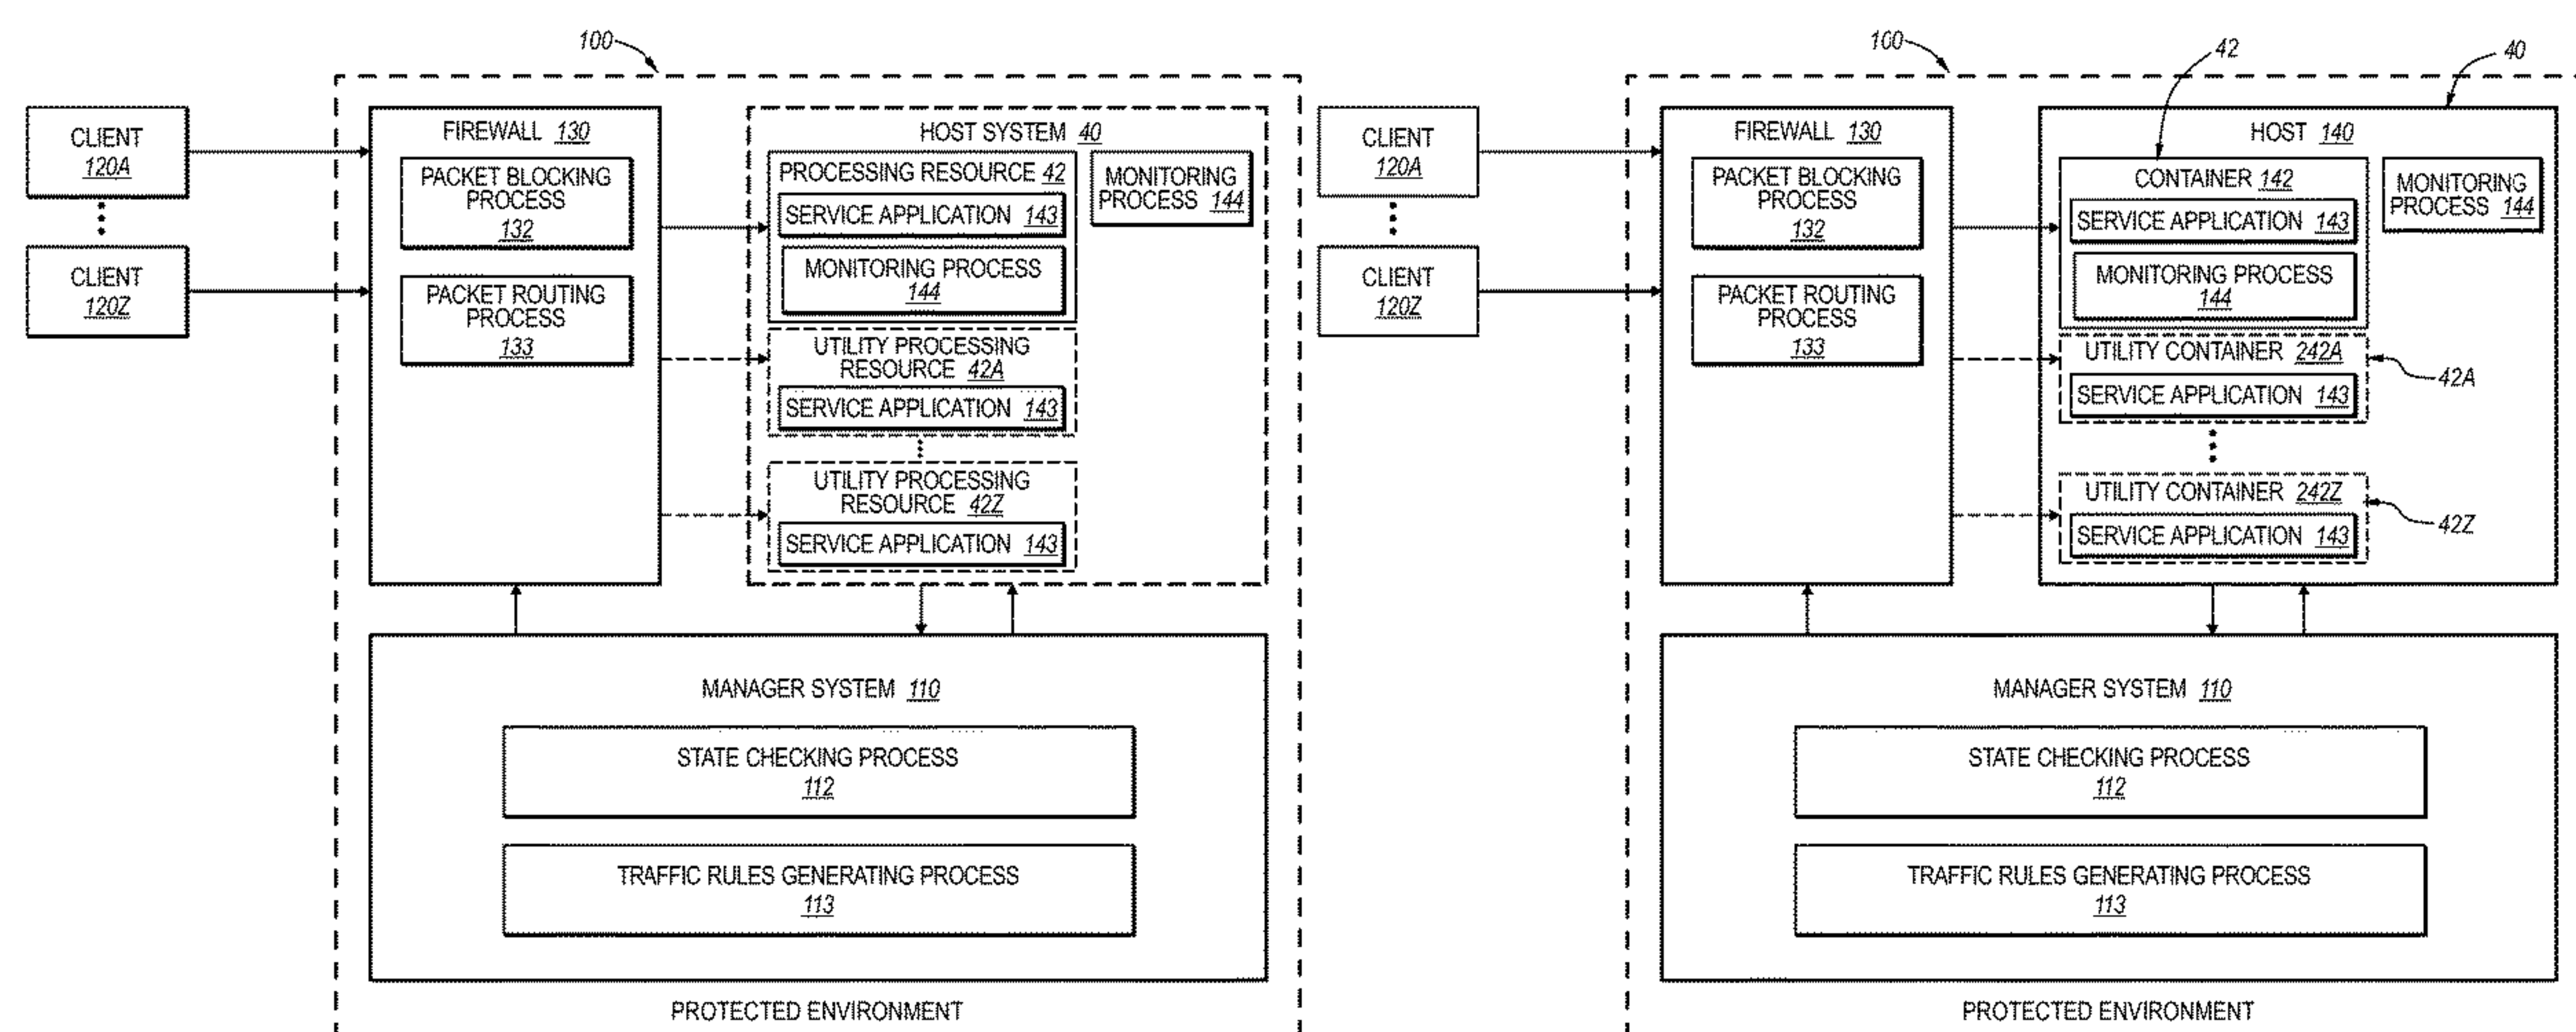 100
CLIENT
120A
CLIENT
120Z
FIREWALL 130
PACKET BLOCKING
PROCESS
132
PACKET ROUTING
PROCESS
133
HOST SYSTEM 40
PROCESSING RESOURCE 42
SERVICE APPLICATION 143
MONITORING PROCESS
144
MONITORING
PROCESS 144
UTILITY PROCESSING
RESOURCE 42A
SERVICE APPLICATION 143
UTILITY PROCESSING
RESOURCE 42Z
SERVICE APPLICATION 143
MANAGER SYSTEM 110
STATE CHECKING PROCESS
112
TRAFFIC RULES GENERATING PROCESS
113
PROTECTED ENVIRONMENT
100
42
40
CLIENT
120A
CLIENT
120Z
FIREWALL 130
PACKET BLOCKING
PROCESS
132
PACKET ROUTING
PROCESS
133
HOST 140
CONTAINER 142
SERVICE APPLICATION 143
MONITORING PROCESS
144
MONITORING
PROCESS 144
UTILITY CONTAINER 242A
SERVICE APPLICATION 143
42A
UTILITY CONTAINER 242Z
SERVICE APPLICATION 143
42Z
MANAGER SYSTEM 110
STATE CHECKING PROCESS
112
TRAFFIC RULES GENERATING PROCESS
113
PROTECTED ENVIRONMENT